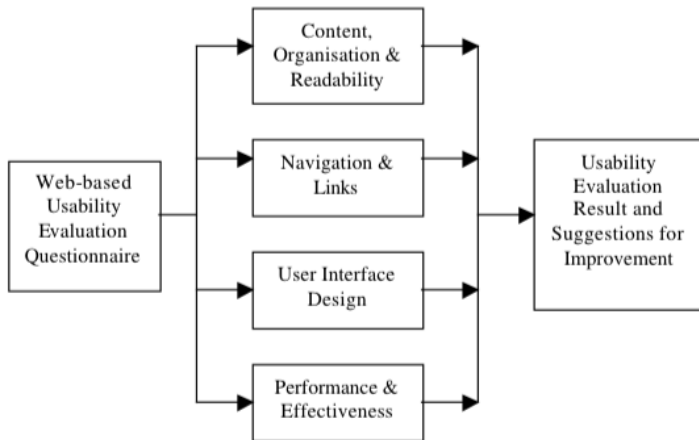 Web-based
Usability
Evaluation
Questionnaire
Content,
Organisation &
Readability
Navigation &
Links
User Interface
Design
Performance &
Effectiveness
Usability
Evaluation
Result and
Suggestions for
Improvement